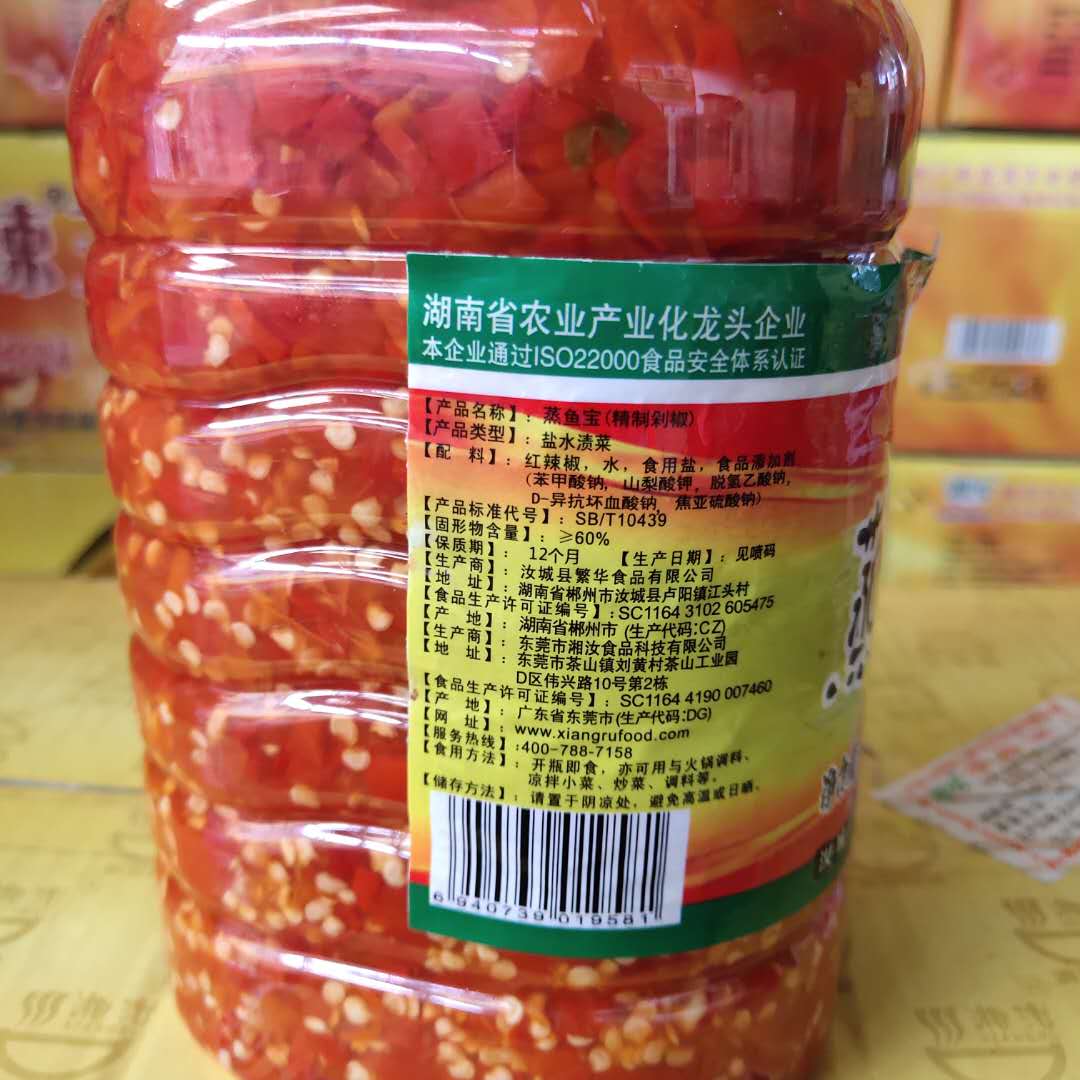 湖南省农业产业化龙头企业
本企业通过ISO22000食品安全体系认证
【产品名称】：蒸鱼宝(精制剁椒)
【产品类型】：盐水渍菜
【配 料】：红辣椒，水，食用盐，食品添加剂
(苯甲酸钠，山梨酸钾，脱氢乙酸钠，
D-异抗坏血酸钠，焦亚硫酸钠)
【产品标准代号】：SB/T10439
【固形物含量】：≥60%
【保质期】：12个月 【生产日期】：见喷码
【生产商】：汝城县繁华食品有限公司
【地 址】：湖南省郴州市汝城县卢阳镇江头村
【食品生产许可证编号】：SC1164 3102 605475
【产 地】：湖南省郴州市(生产代码:CZ)
【生产商】：东莞市湘汝食品科技有限公司
【地 址】：东莞市茶山镇刘黄村茶山工业园
D区伟兴路10号第2栋
【食品生产许可证编号】：SC1164 4190 007460
【产 地】：广东省东莞市(生产代码:DG)
【网 址】：www.xiangrufood.com
【服务热线】:400-788-7158
【食用方法】：开瓶即食，亦可用与火锅调料、
凉拌小菜、炒菜、调料等。
【储存方法】：请置于阴凉处，避免高温或日晒。
6 940739 019581